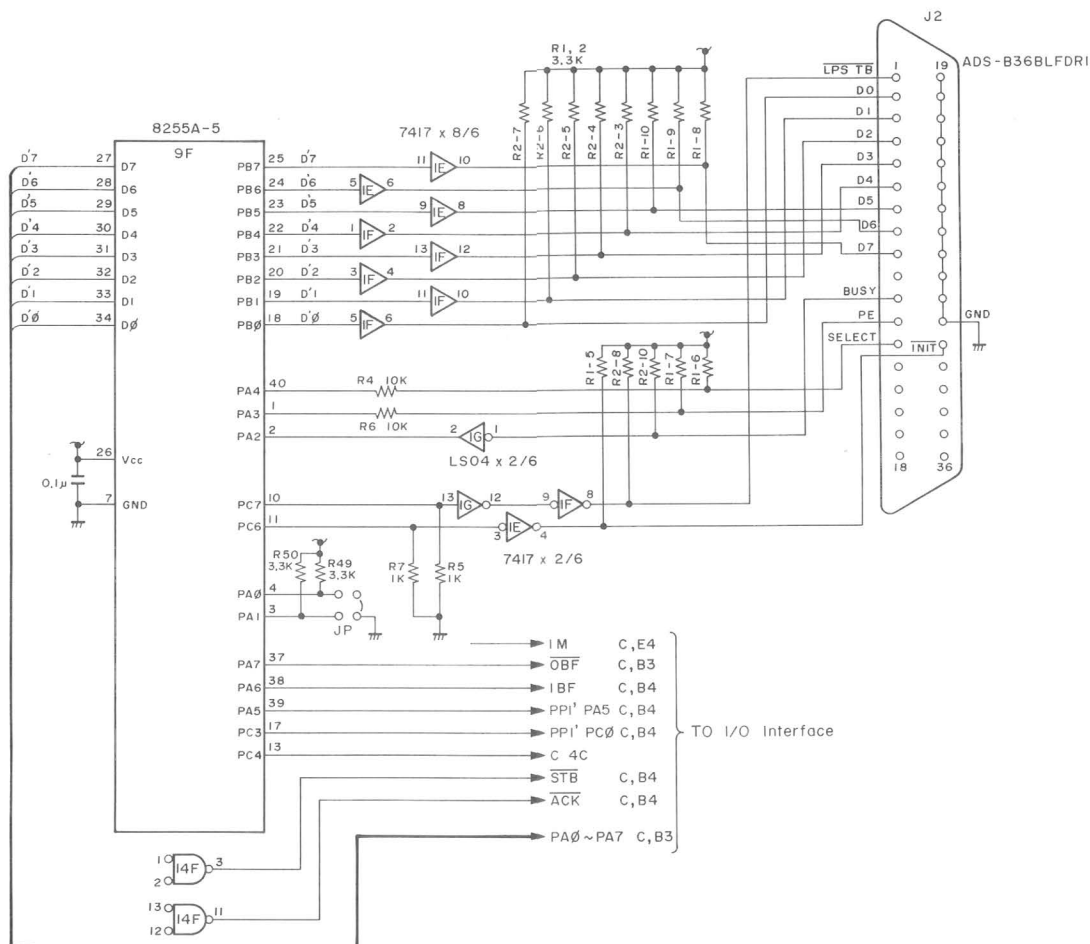 J2
ADS-B36BLFDRI
R1, 2
3.3K
LPS TB
1
19
D0
D1
D2
D3
D4
D5
D6
D7
BUSY
PE
GND
SELECT
INIT
18
36
8255A-5
9F
7417 x 8/6
R2-7
R2-6
R2-5
R2-4
R2-3
R1-10
R1-9
R1-8
D'7 27 D7 PB7 25 D'7 11 IE 10
D'6 28 D6 PB6 24 D'6 5 IE 6
D'5 29 D5 PB5 23 D'5 9 IE 8
D'4 30 D4 PB4 22 D'4 1 IF 2
D'3 31 D3 PB3 21 D'3 13 IF 12
D'2 32 D2 PB2 20 D'2 3 IF 4
D'1 33 D1 PB1 19 D'1 11 IF 10
D'Ø 34 DØ PBØ 18 D'Ø 5 IF 6
R1-5
R2-8
R2-10
R1-7
R1-6
PA4 40 R4 10K
PA3 1 R6 10K
PA2 2 2 IG 1
LS04 x 2/6
26 Vcc
0.1μ
7 GND
PC7 10 13 IG 12 9 IF 8
PC6 11 3 IE 4
7417 x 2/6
R50
3.3K
R49
3.3K
R7
1K
R5
1K
PAØ 4
PA1 3
JP
IM C,E4
PA7 37 OBF C,B3
PA6 38 IBF C,B4
PA5 39 PPI' PA5 C,B4
PC3 17 PPI' PCØ C,B4
PC4 13 C 4C
STB C,B4
ACK C,B4
PAØ~PA7 C,B3
TO I/O Interface
1 2 14F 3
13 12 14F 11